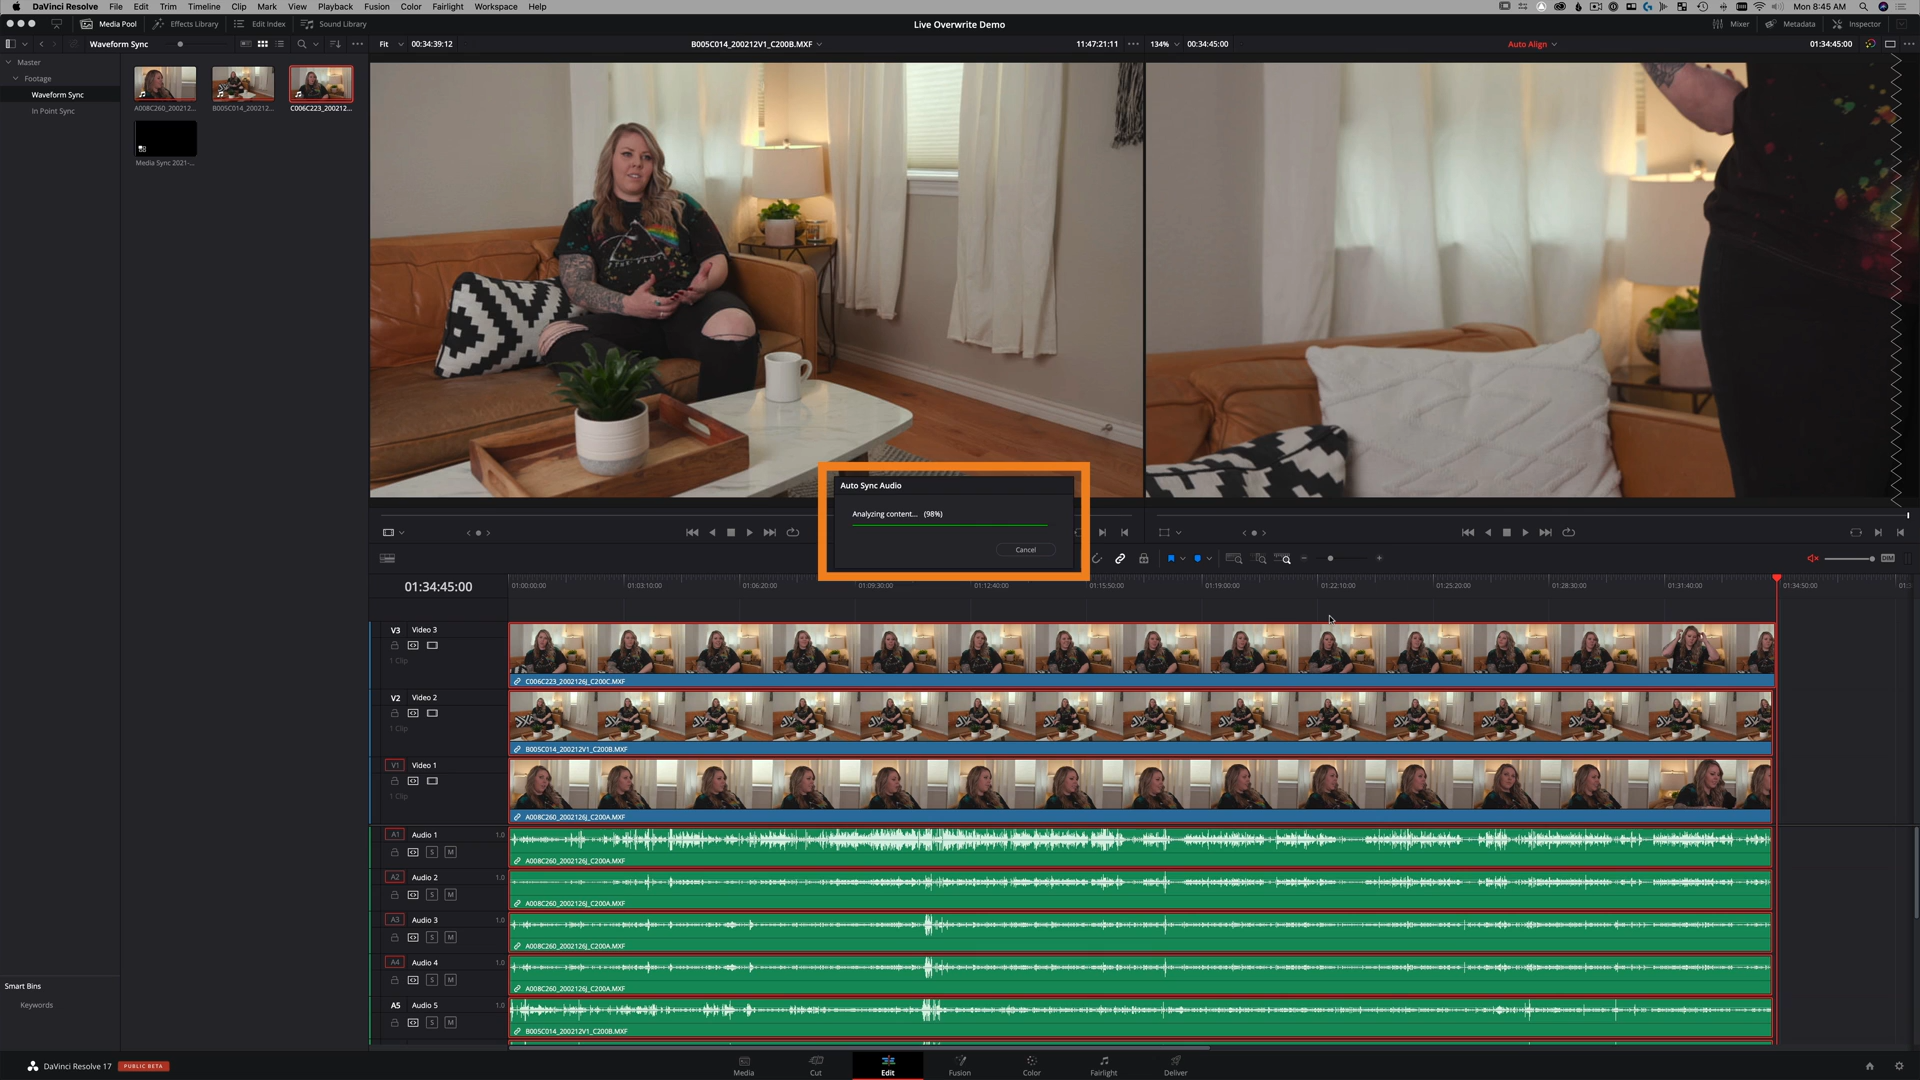 DaVinci Resolve File Edit Trim Timeline Clip Mark View Playback Fusion Color Fairlight Workspace Help Mon 8:45 AM
Media Pool Effects Library Edit Index Sound Library Live Overwrite Demo Mixer Metadata Inspector
Waveform Sync Fit 00:34:39:12 B005C014_200212V1_C200B.MXF 11:47:21:11 134% 00:34:45:00 Auto Align 01:34:45:00
Master
Footage
Waveform Sync
In Point Sync
A008C260_200212... B005C014_200212... C006C223_200212...
Media Sync 2021-...
Auto Sync Audio
Analyzing content... (98%)
Cancel
DIM
01:34:45:00
01:00:00:00 01:03:10:00 01:06:20:00 01:09:30:00 01:12:40:00 01:15:50:00 01:19:00:00 01:22:10:00 01:25:20:00 01:28:30:00 01:31:40:00 01:34:50:00
V3 Video 3
1 Clip
C006C223_2002126J_C200C.MXF
V2 Video 2
1 Clip
B005C014_200212V1_C200B.MXF
V1 Video 1
1 Clip
A008C260_2002126J_C200A.MXF
A1 Audio 1 1.0
S M
A008C260_2002126J_C200A.MXF
A2 Audio 2 1.0
S M
A008C260_2002126J_C200A.MXF
A3 Audio 3 1.0
S M
A008C260_2002126J_C200A.MXF
A4 Audio 4 1.0
S M
A008C260_2002126J_C200A.MXF
A5 Audio 5 1.0
S M
B005C014_200212V1_C200B.MXF
Smart Bins
Keywords
DaVinci Resolve 17 PUBLIC BETA
Media Cut Edit Fusion Color Fairlight Deliver